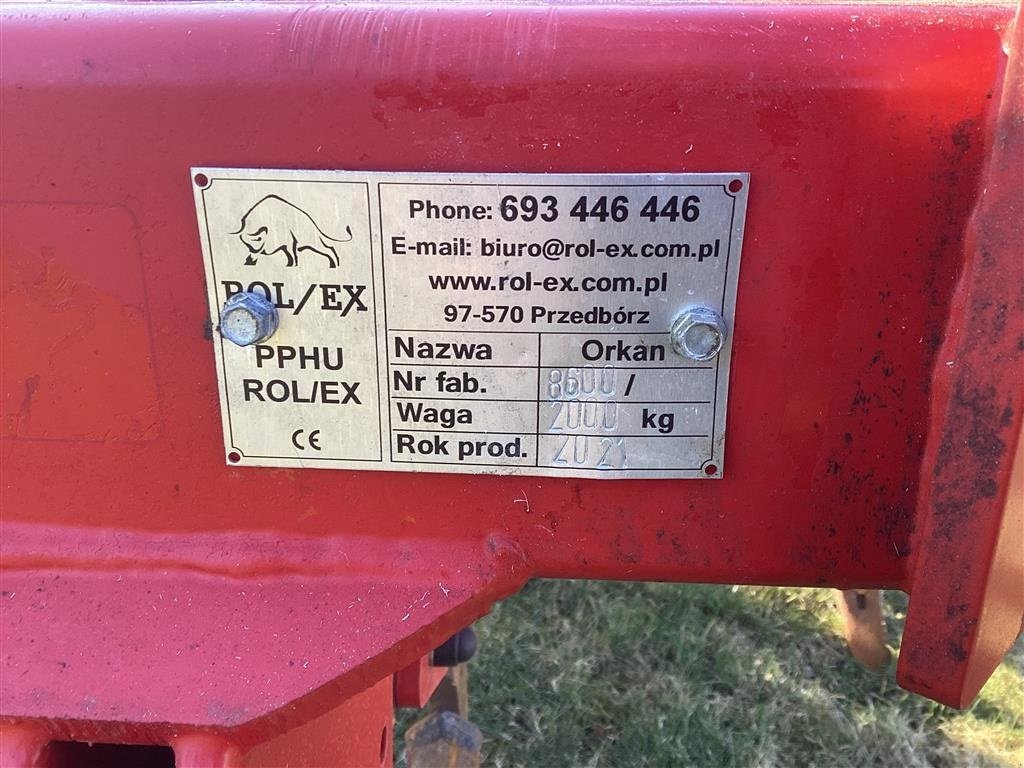 ROL/EX
PPHU
ROL/EX
CE
Phone: 693 446 446
E-mail: biuro@rol-ex.com.pl
www.rol-ex.com.pl
97-570 Przedbórz
Nazwa Orkan
Nr fab. 8600/
Waga 2000 kg
Rok prod. 2021